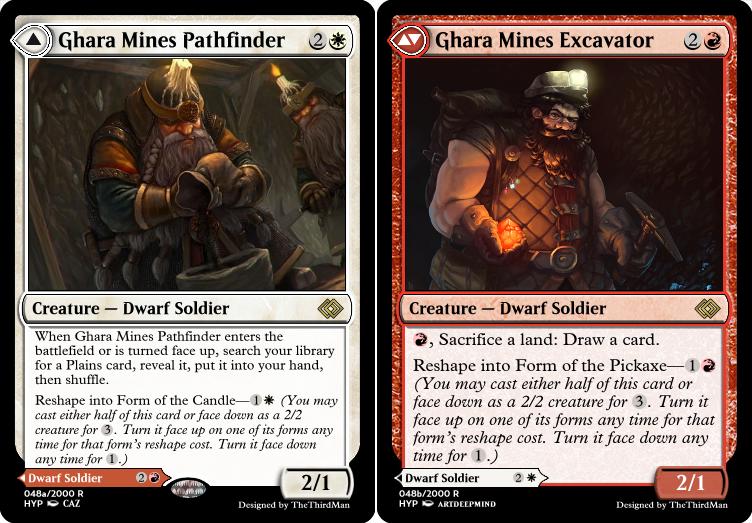 Ghara Mines Pathfinder 2
Creature — Dwarf Soldier
When Ghara Mines Pathfinder enters the
battlefield or is turned face up, search your library
for a Plains card, reveal it, put it into your hand,
then shuffle.
Reshape into Form of the Candle—1 (You may
cast either half of this card or face down as a 2/2
creature for 3. Turn it face up on one of its forms any
time for that form's reshape cost. Turn it face down
any time for 1.)
Dwarf Soldier 2
2/1
048a/2000 R
HYP CAZ
Designed by TheThirdMan
Ghara Mines Excavator 2
Creature — Dwarf Soldier
, Sacrifice a land: Draw a card.
Reshape into Form of the Pickaxe—1
(You may cast either half of this card or
face down as a 2/2 creature for 3. Turn it
face up on one of its forms any time for that
form's reshape cost. Turn it face down any
time for 1.)
Dwarf Soldier 2
2/1
048b/2000 R
HYP ARTDEEPMIND
Designed by TheThirdMan